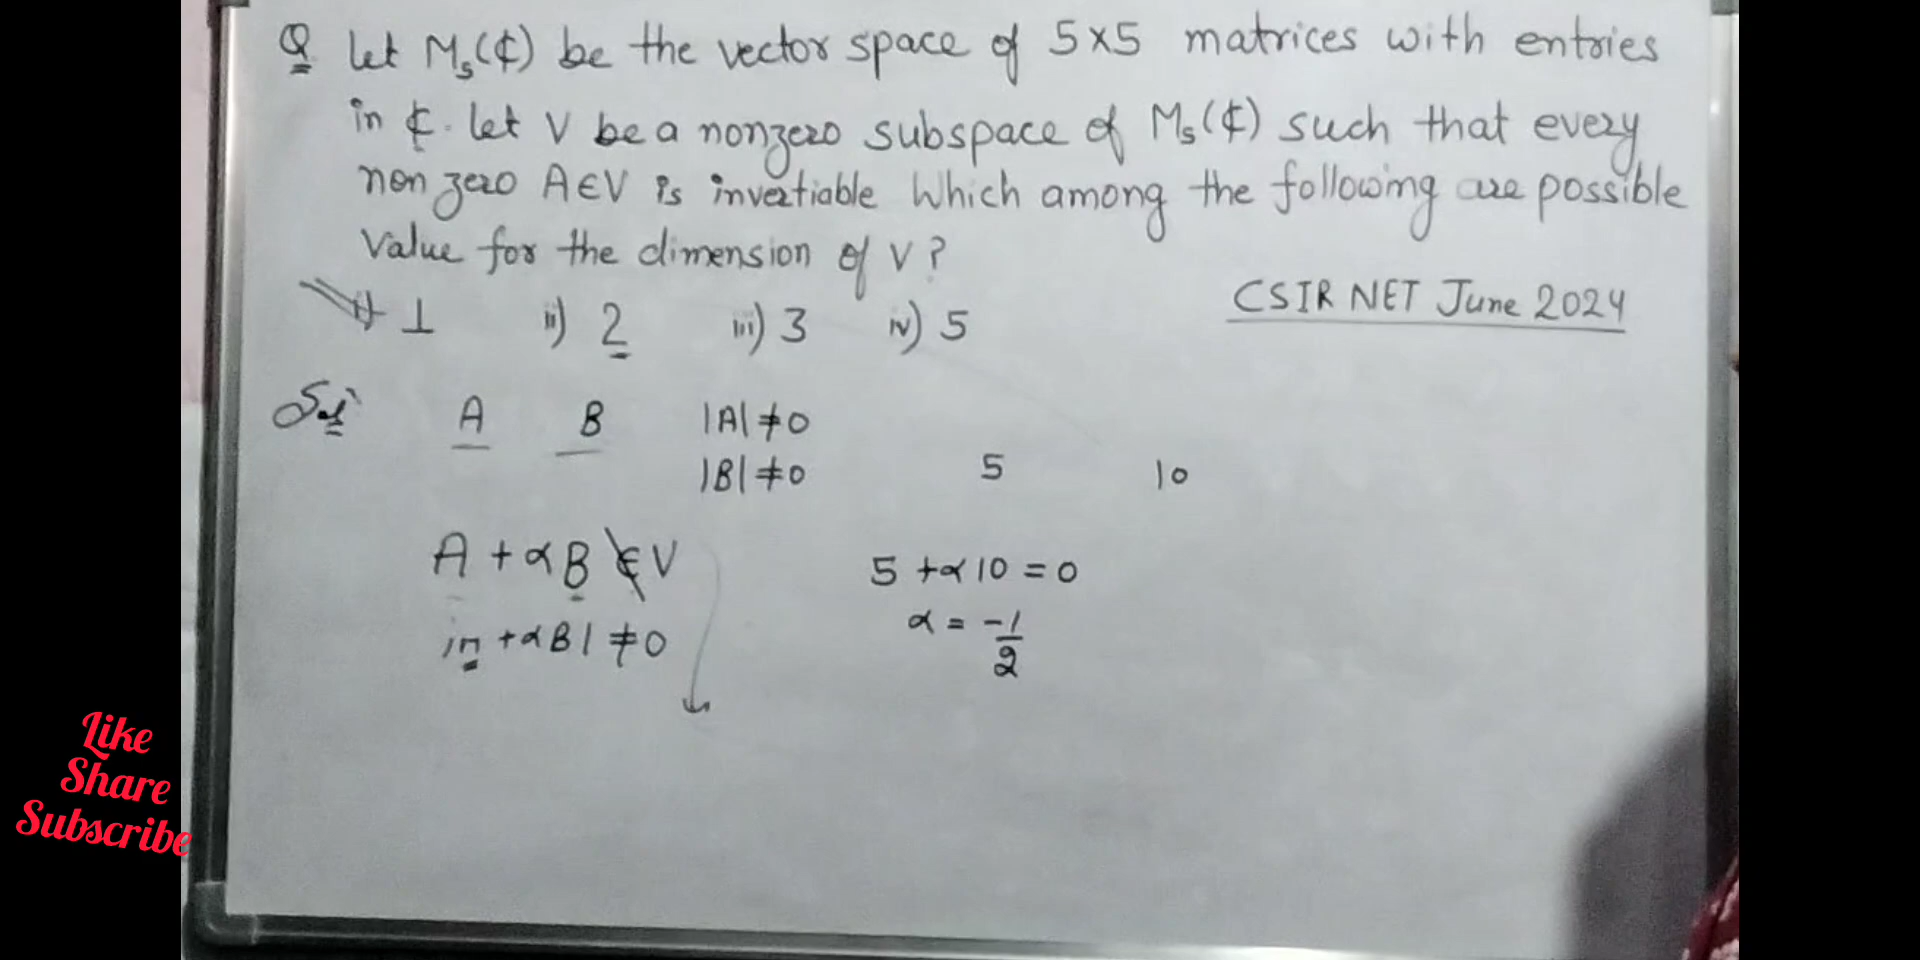 Q Let M₅(₵) be the vector space of 5×5 matrices with entries
in ₵. let V be a nonzero subspace of M₅(₵) such that every
non zero A∈V is invertiable Which among the following are possible
Value for the dimension of V?
i) 1 ii) 2 iii) 3 iv) 5
CSIR NET June 2024
Sol
A B |A|≠0
|B|≠0 5 10
A + αB ∈ V 5 + α10 = 0
+αB| ≠ 0 α = -1/2
Like
Share
Subscribe